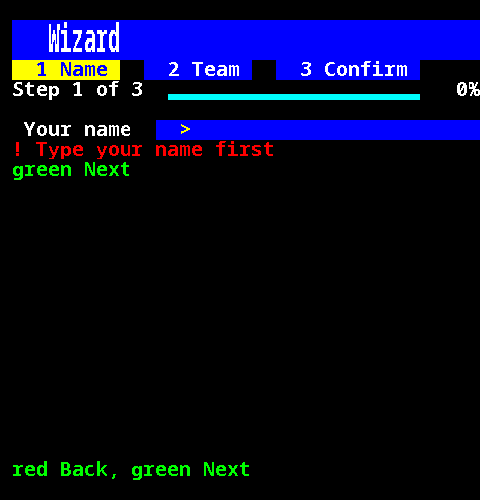 Wizard
1 Name 2 Team 3 Confirm
Step 1 of 3 0%
Your name >
! Type your name first
green Next
red Back, green Next